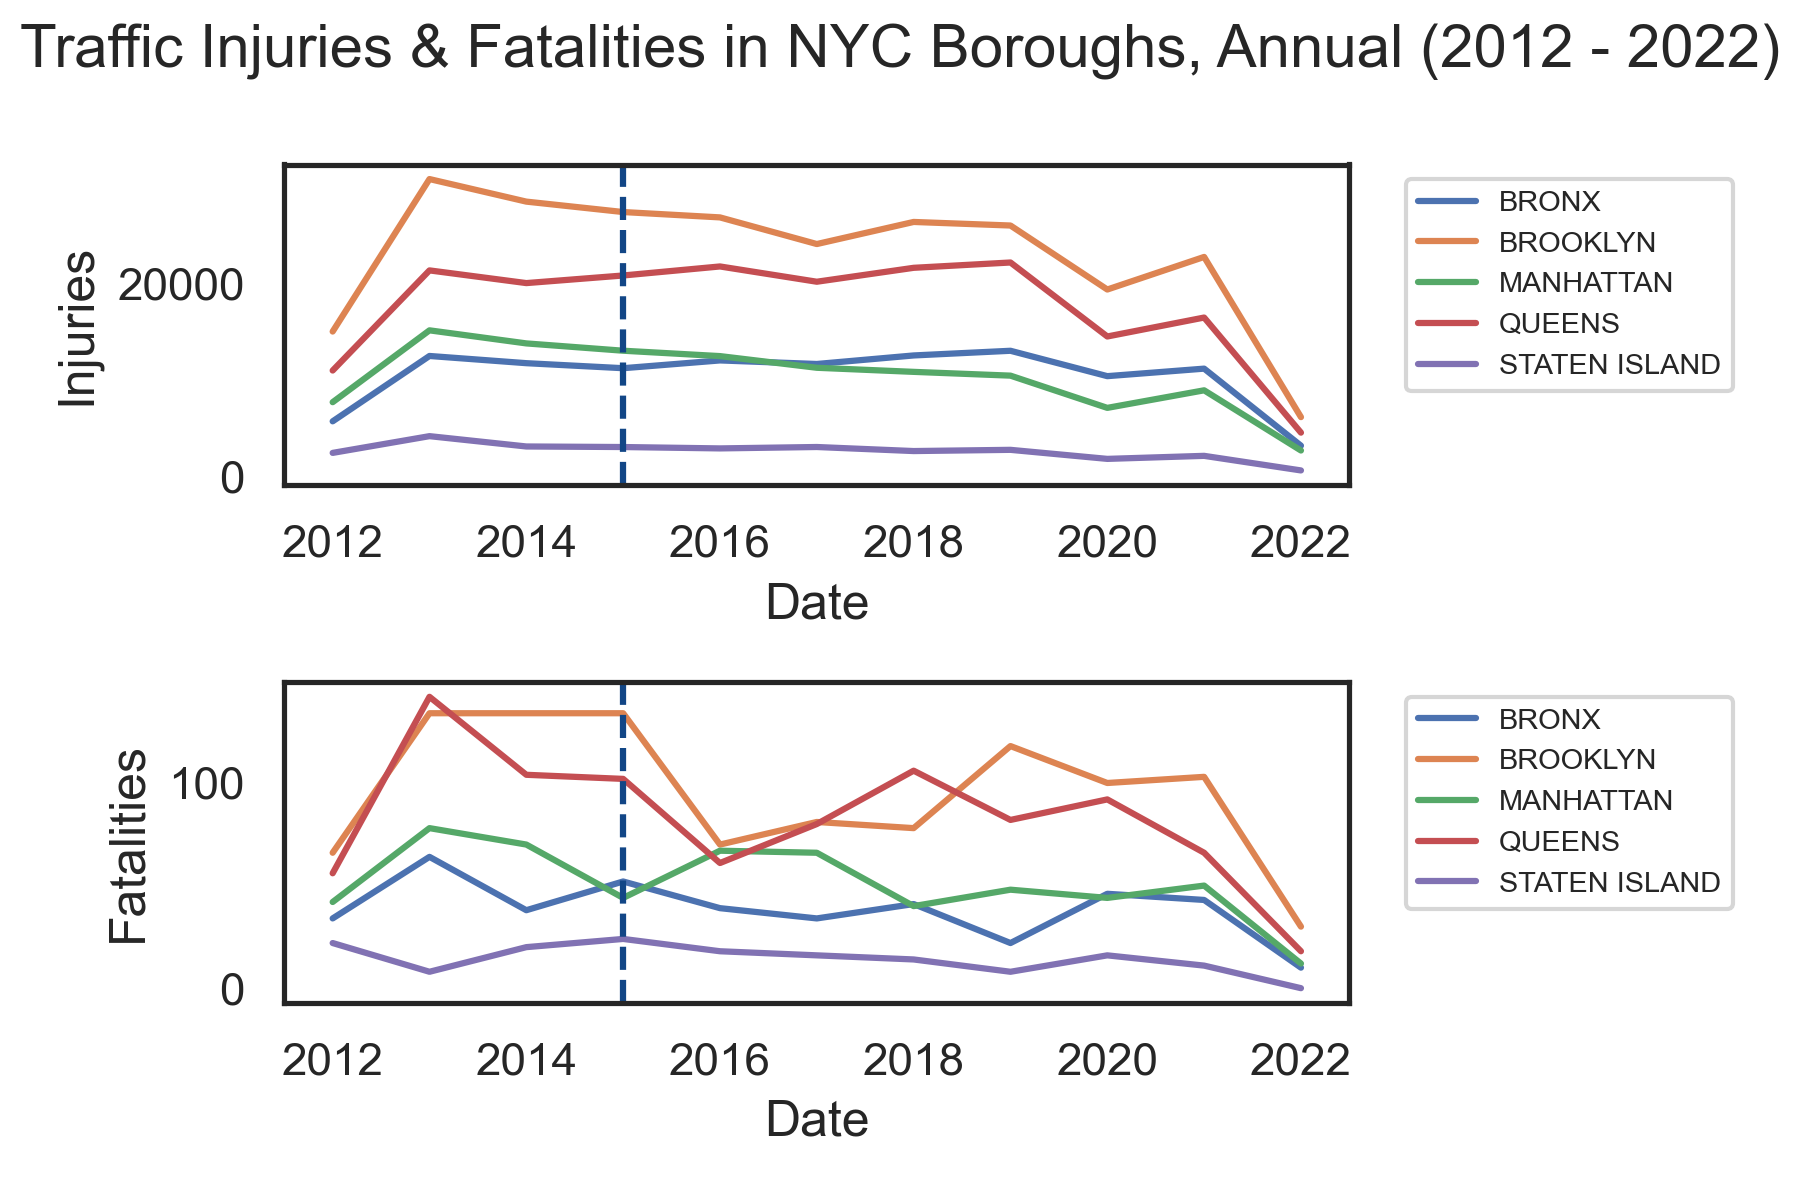 Traffic Injuries & Fatalities in NYC Boroughs, Annual (2012 - 2022)
Injuries
20000
0
2012 2014 2016 2018 2020 2022
Date
BRONX
BROOKLYN
MANHATTAN
QUEENS
STATEN ISLAND
Fatalities
100
0
2012 2014 2016 2018 2020 2022
Date
BRONX
BROOKLYN
MANHATTAN
QUEENS
STATEN ISLAND